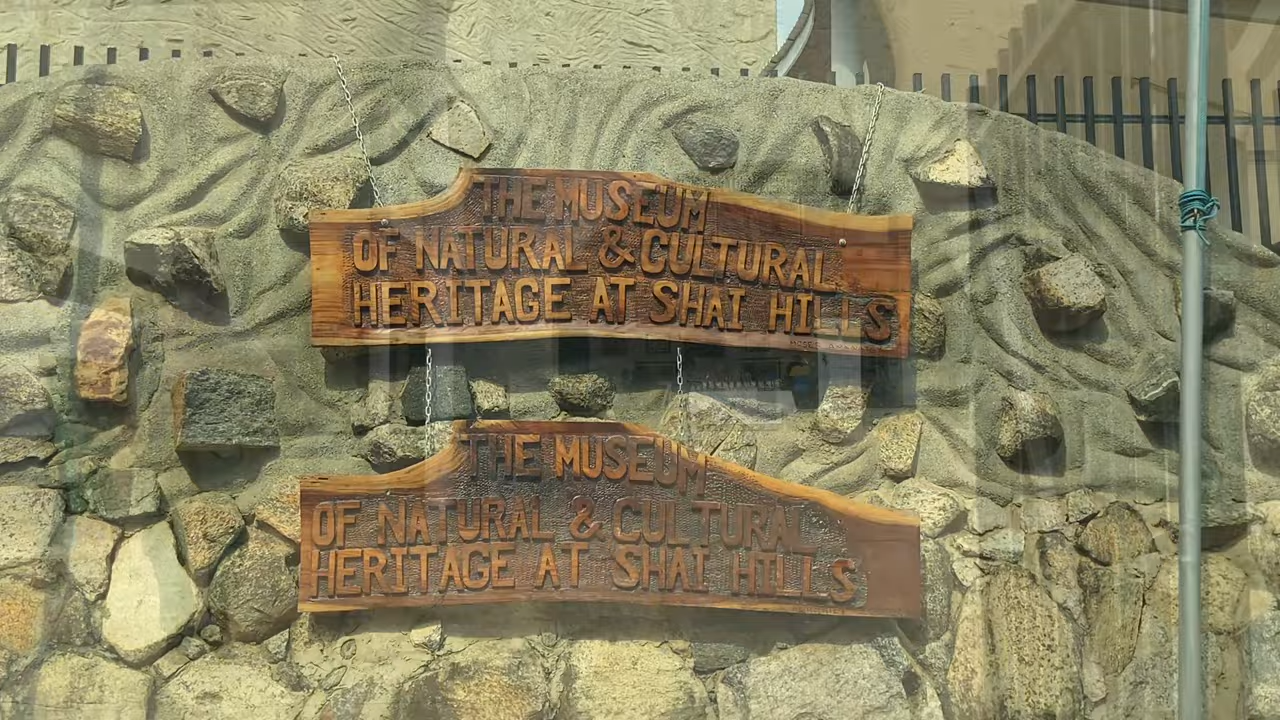 THE MUSEUM
OF NATURAL & CULTURAL
HERITAGE AT SHAI HILLS
THE MUSEUM
OF NATURAL & CULTURAL
HERITAGE AT SHAI HILLS